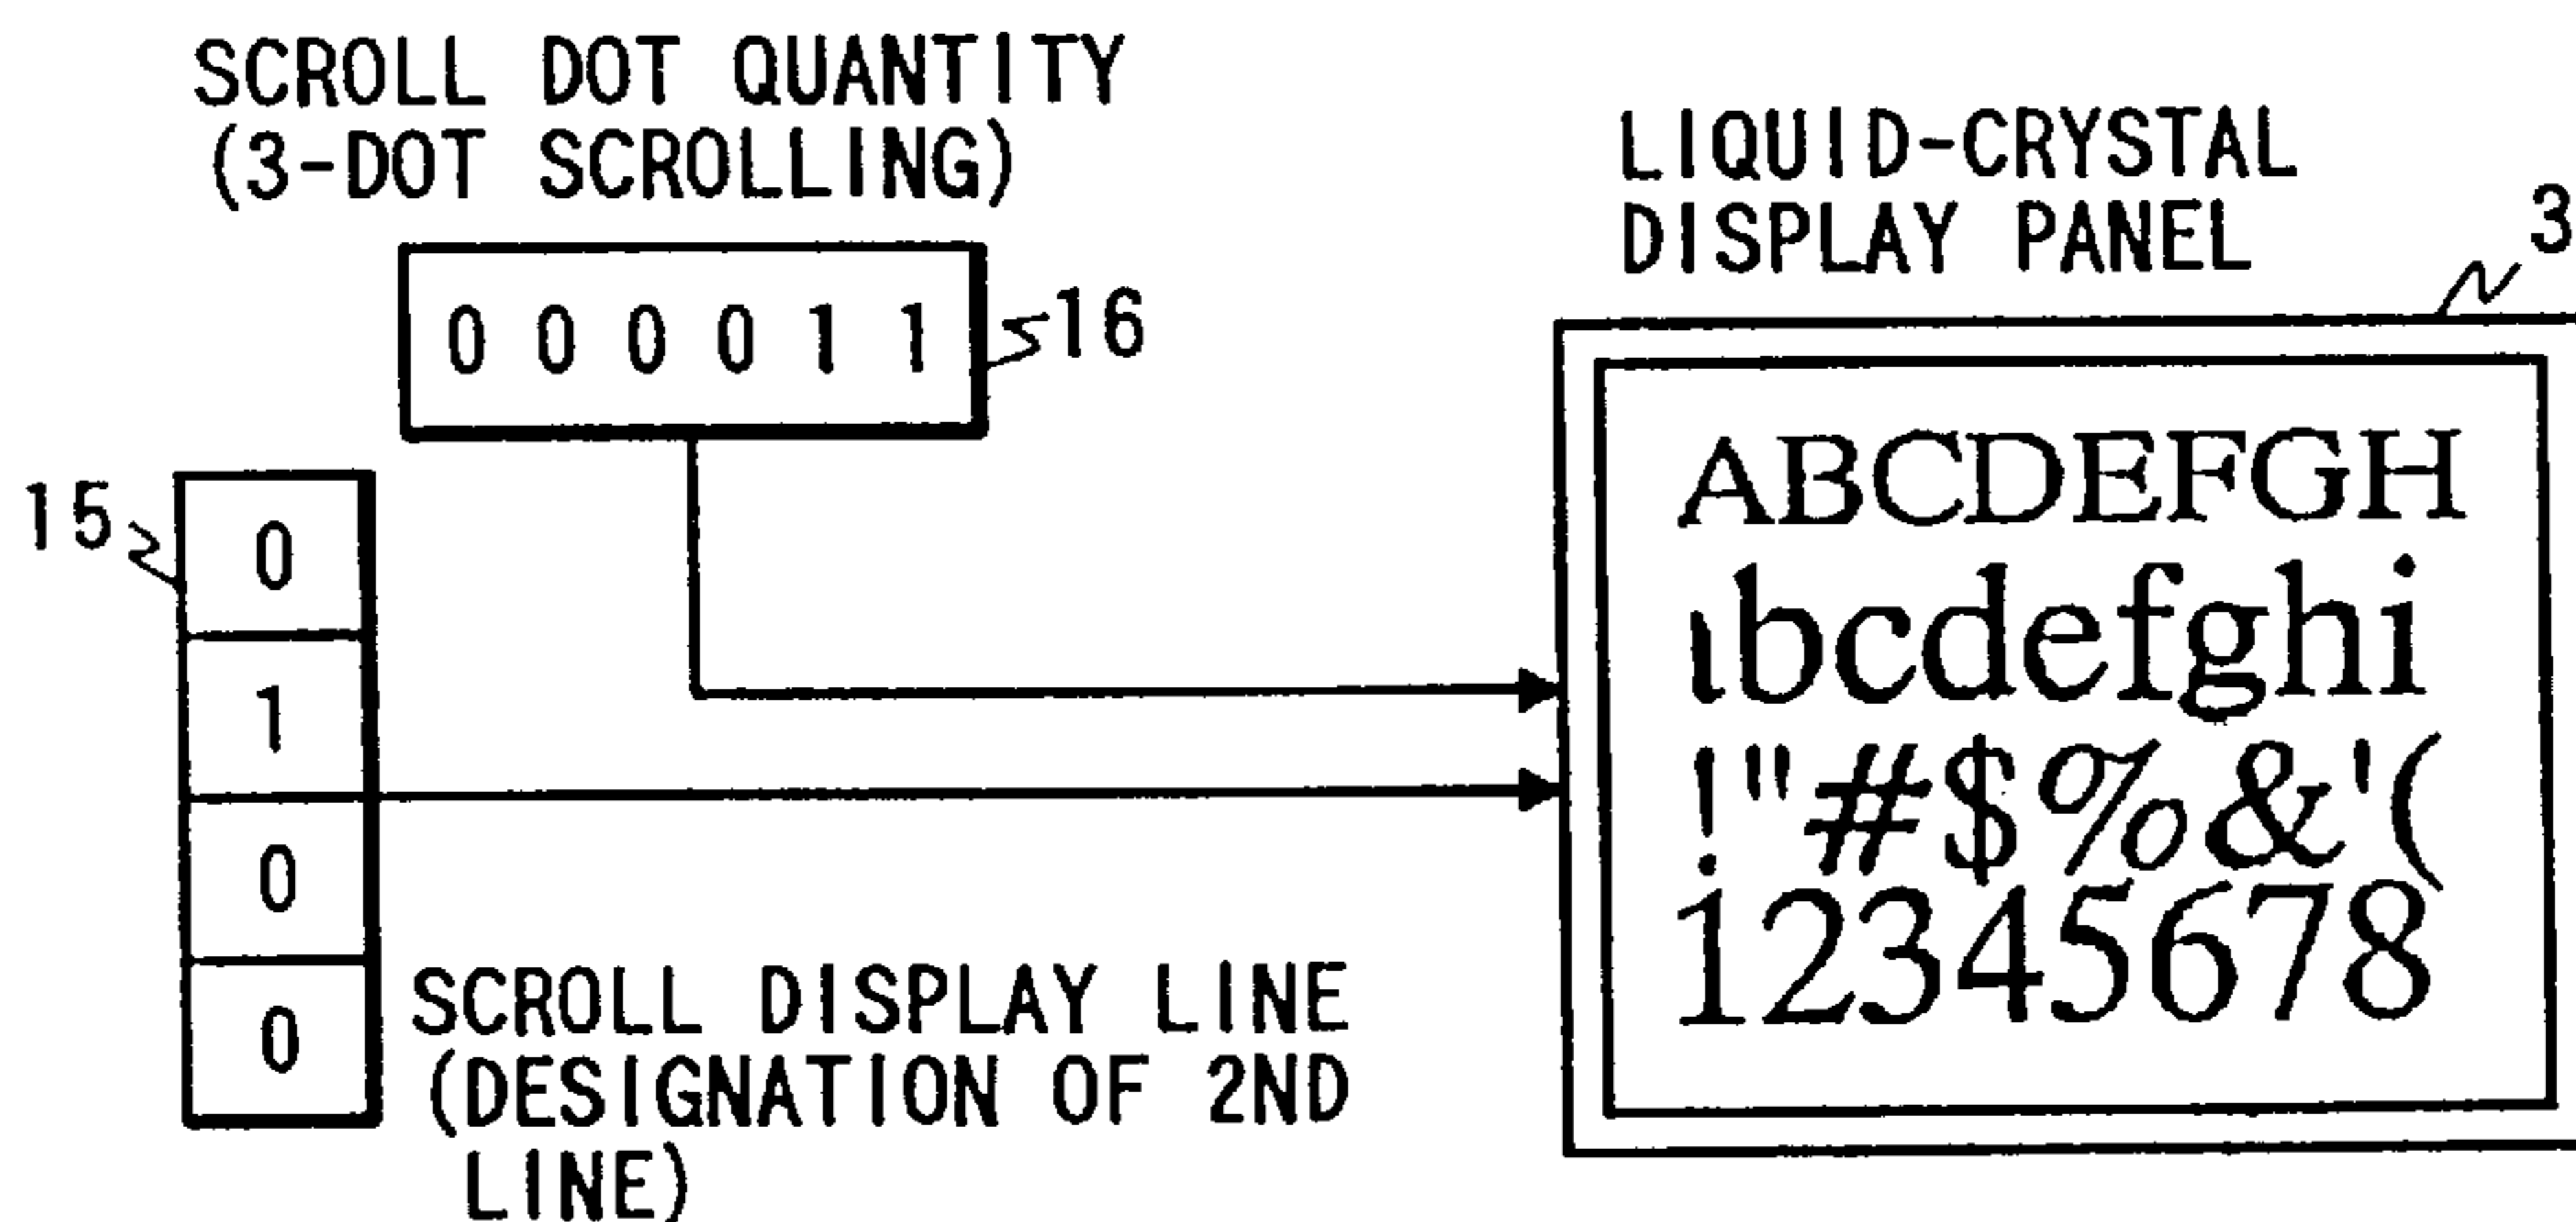 SCROLL DOT QUANTITY
(3-DOT SCROLLING)
0 0 0 0 1 1
16
15
0
1
0
0
SCROLL DISPLAY LINE
(DESIGNATION OF 2ND
LINE)
LIQUID-CRYSTAL
DISPLAY PANEL
3
ABCDEFGH
ıbcdefghi
!"#$%&'(
12345678